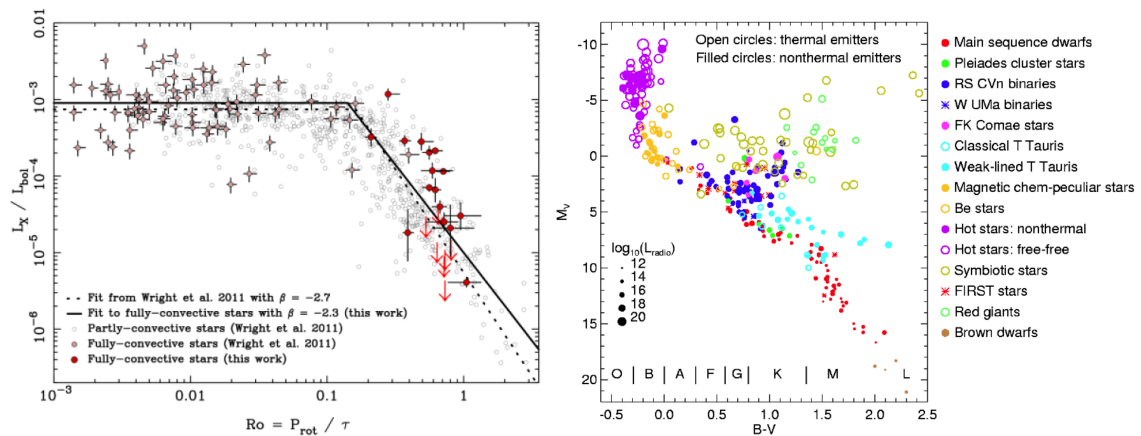 0.01
10⁻³
10⁻⁴
10⁻⁵
10⁻⁶
L_X / L_bol
Fit from Wright et al. 2011 with β = −2.7
Fit to fully-convective stars with β = −2.3 (this work)
Partly-convective stars (Wright et al. 2011)
Fully-convective stars (Wright et al. 2011)
Fully-convective stars (this work)
10⁻³
0.01
0.1
1
Ro = P_rot / τ
-10
-5
0
5
10
15
20
M_V
Open circles: thermal emitters
Filled circles: nonthermal emitters
log₁₀(L_radio)
12
14
16
18
20
O | B | A | F | G | K | M | L
-0.5 0.0 0.5 1.0 1.5 2.0 2.5
B-V
Main sequence dwarfs
Pleiades cluster stars
RS CVn binaries
W UMa binaries
FK Comae stars
Classical T Tauris
Weak-lined T Tauris
Magnetic chem-peculiar stars
Be stars
Hot stars: nonthermal
Hot stars: free-free
Symbiotic stars
FIRST stars
Red giants
Brown dwarfs